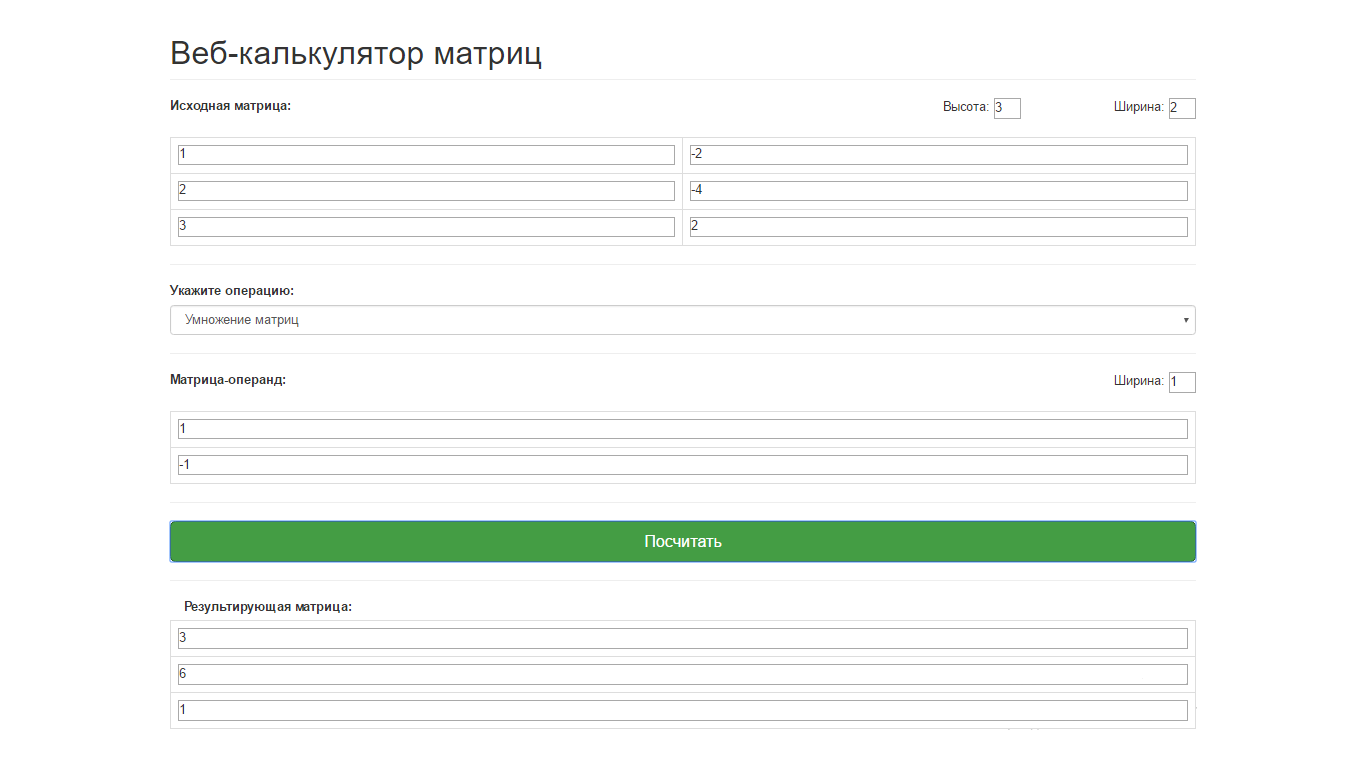 Веб-калькулятор матриц
Исходная матрица: Высота: 3 Ширина: 2
1 -2
2 -4
3 2
Укажите операцию:
Умножение матриц
Матрица-операнд: Ширина: 1
1
-1
Посчитать
Результирующая матрица:
3
6
1